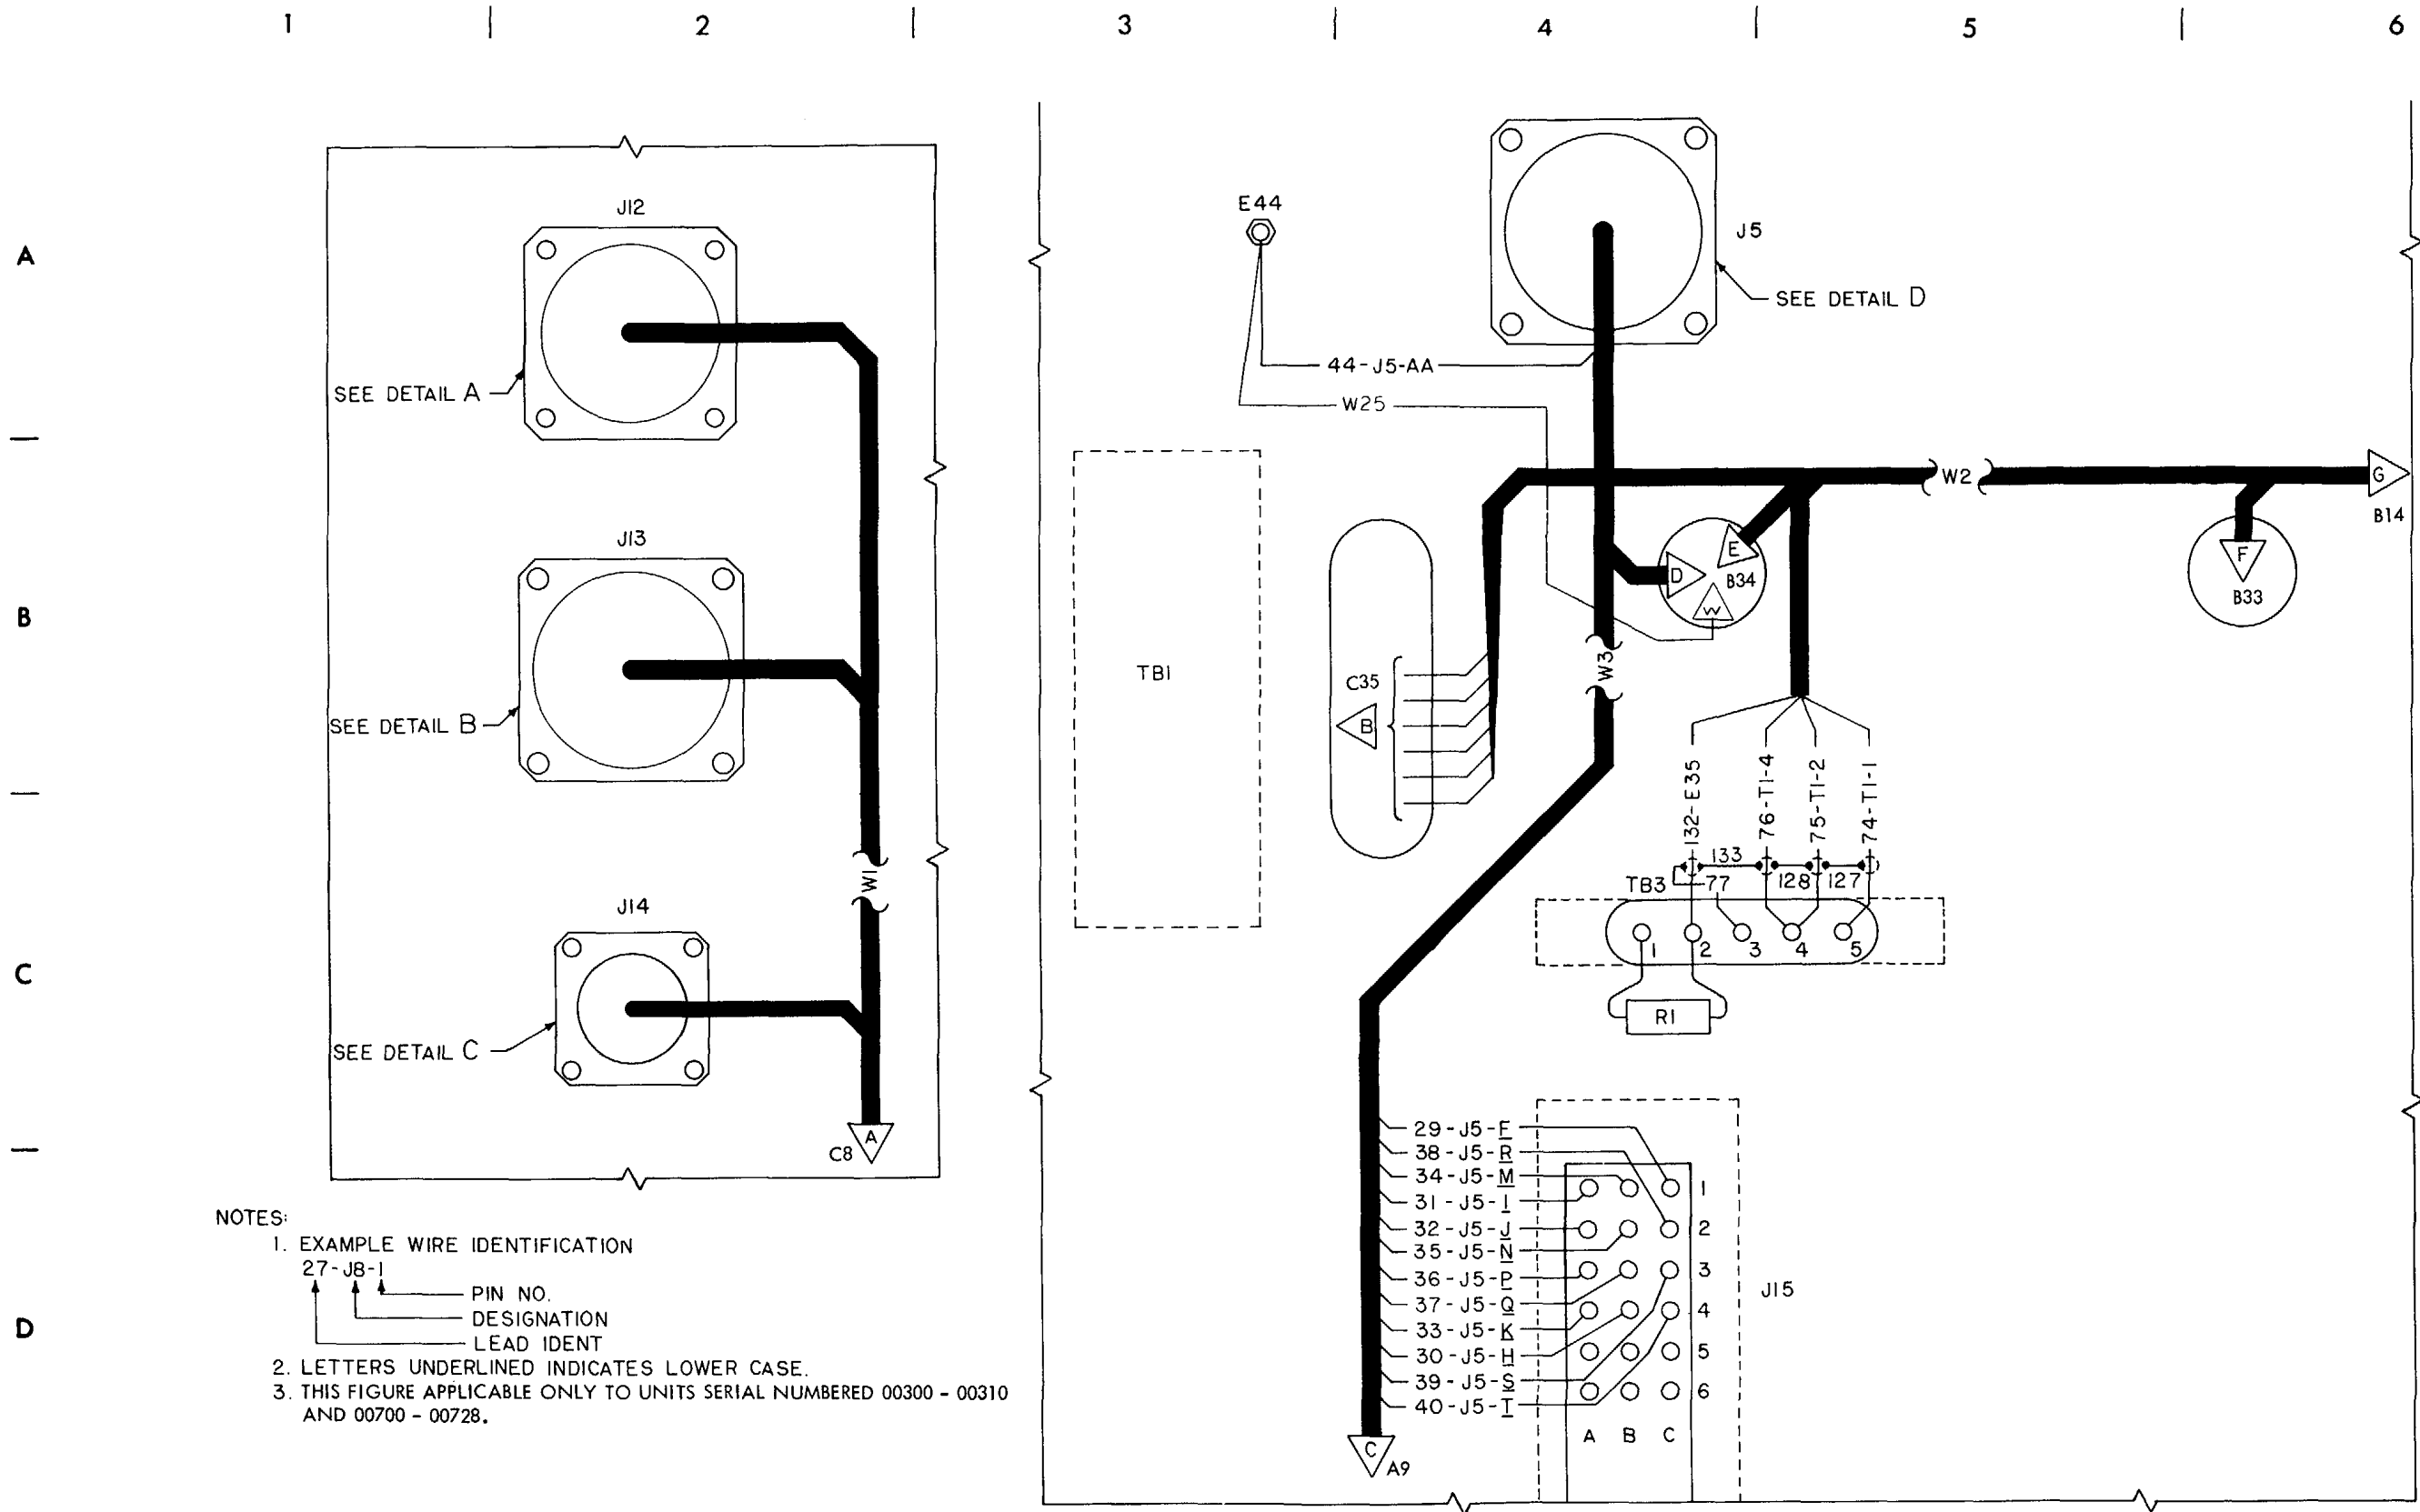 1 2 3 4 5 6
A
B
C
D
J12
SEE DETAIL A
J13
SEE DETAIL B
W1
J14
SEE DETAIL C
A
C8
NOTES:
1. EXAMPLE WIRE IDENTIFICATION
27-J8-1
PIN NO.
DESIGNATION
LEAD IDENT
2. LETTERS UNDERLINED INDICATES LOWER CASE.
3. THIS FIGURE APPLICABLE ONLY TO UNITS SERIAL NUMBERED 00300 - 00310
AND 00700 - 00728.
E44
J5
SEE DETAIL D
44-J5-AA
W25
W2
G
B14
E
D
B34
W
F
B33
TB1
C35
B
W3
132-E35
76-T1-4
75-T1-2
74-T1-1
133
TB3
77
128
127
1 2 3 4 5
R1
29-J5-F
38-J5-R
34-J5-M
31-J5-I
32-J5-J
35-J5-N
36-J5-P
37-J5-Q
33-J5-K
30-J5-H
39-J5-S
40-J5-T
1
2
3
4
5
6
J15
A B C
C
A9